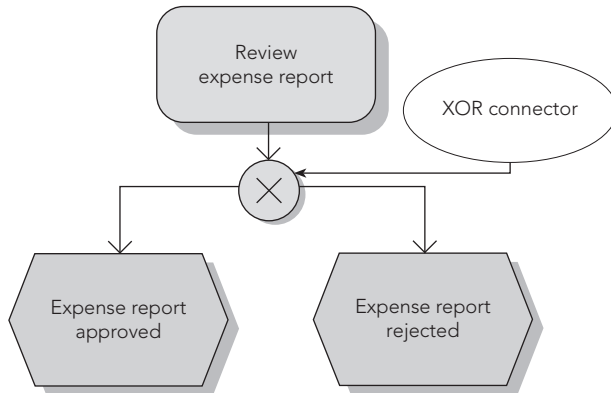 Review
expense report
XOR connector
Expense report
approved
Expense report
rejected